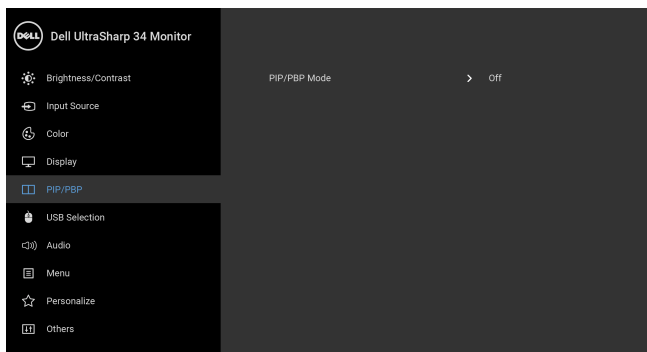 DELL Dell UltraSharp 34 Monitor
Brightness/Contrast
PIP/PBP Mode Off
Input Source
Color
Display
PIP/PBP
USB Selection
Audio
Menu
Personalize
Others